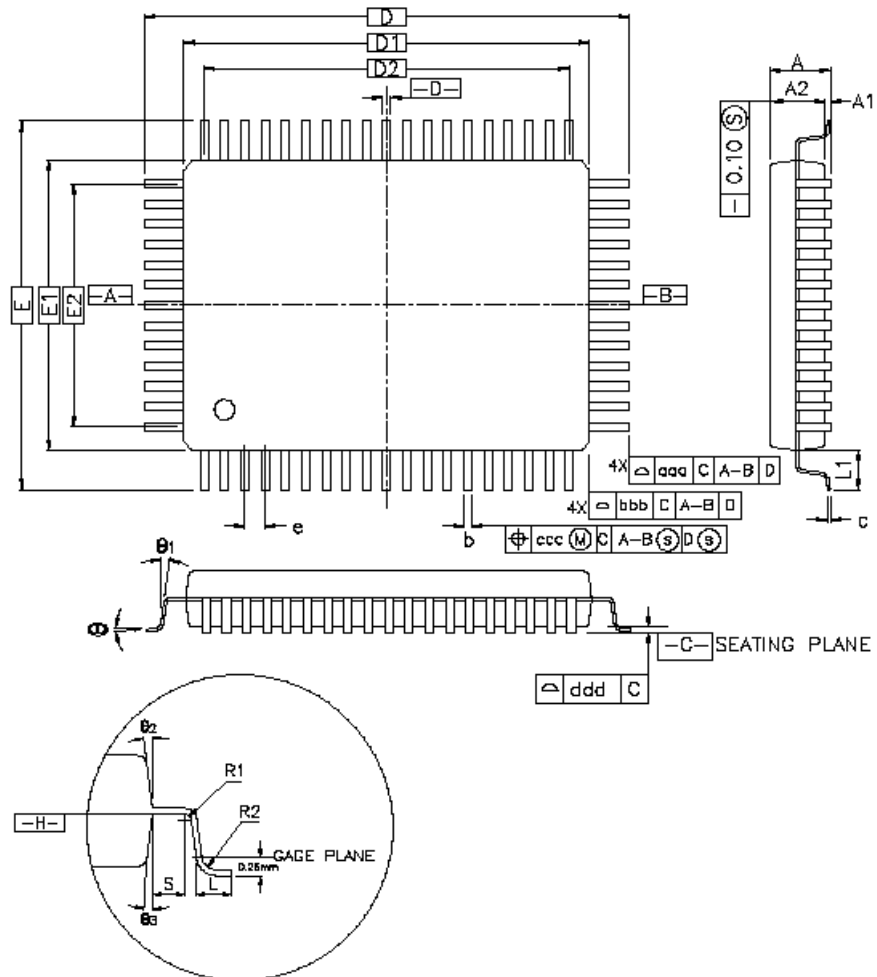 D
D1
D2
-D-
A
A2
A1
- 0.10 S
E
E1
E2
-A-
-B-
4X ⌓ aaa C A-B D
L1
4X ⌓ bbb C A-B D
e
b
⌖ ccc Ⓜ C A-B Ⓢ D Ⓢ
c
θ1
θ
-C- SEATING PLANE
⌓ ddd C
θ2
R1
-H-
R2
GAGE PLANE
0.25mm
S
L
θ3